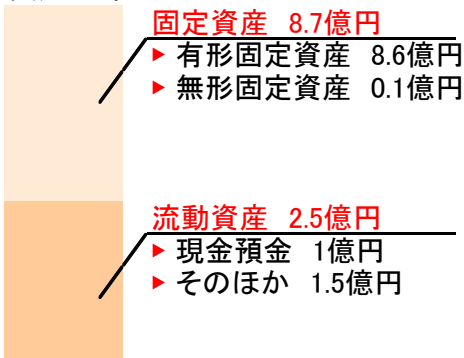 固定資産 8.7億円
▶ 有形固定資産 8.6億円
▶ 無形固定資産 0.1億円
流動資産 2.5億円
▶ 現金預金 1億円
▶ そのほか 1.5億円